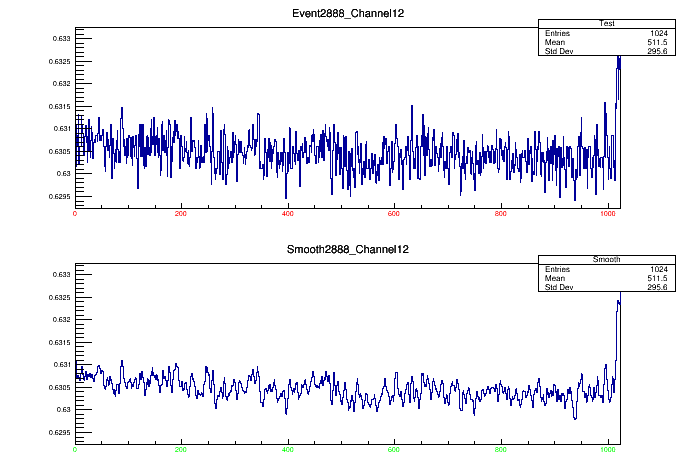 Event2888_Channel12
Test
Entries 1024
Mean 511.5
Std Dev 295.6
0.633
0.6325
0.632
0.6315
0.631
0.6305
0.63
0.6295
0 200 400 600 800 1000
Smooth2888_Channel12
Smooth
Entries 1024
Mean 511.5
Std Dev 295.6
0.633
0.6325
0.632
0.6315
0.631
0.6305
0.63
0.6295
0 200 400 600 800 1000